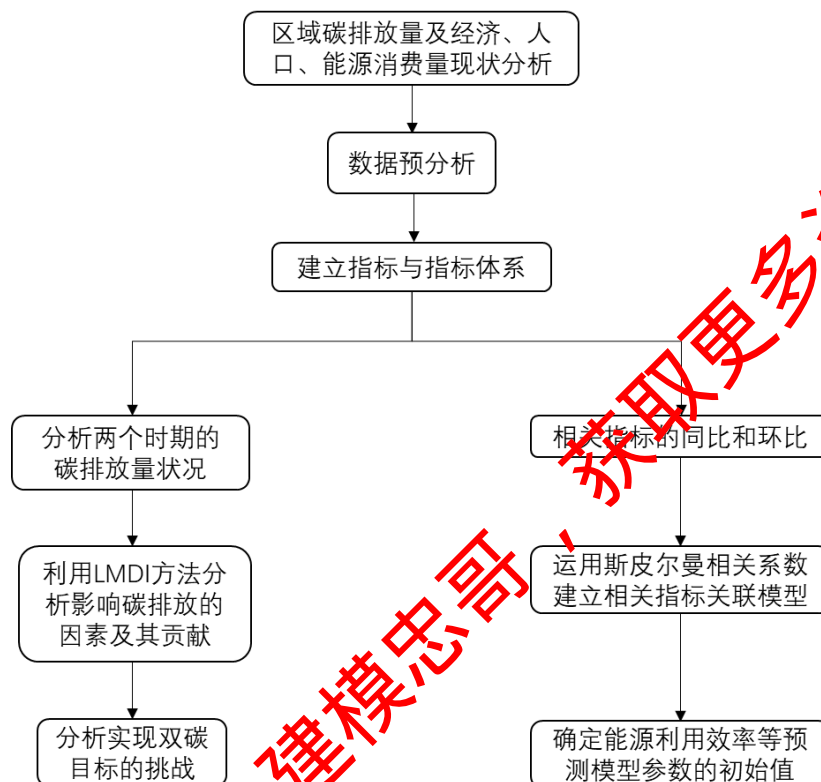 区域碳排放量及经济、人
口、能源消费量现状分析
数据预分析
建立指标与指标体系
分析两个时期的
碳排放量状况
相关指标的同比和环比
利用LMDI方法分
析影响碳排放的
因素及其贡献
运用斯皮尔曼相关系数
建立相关指标关联模型
分析实现双碳
目标的挑战
确定能源利用效率等预
测模型参数的初始值
建模忠哥，获取更多